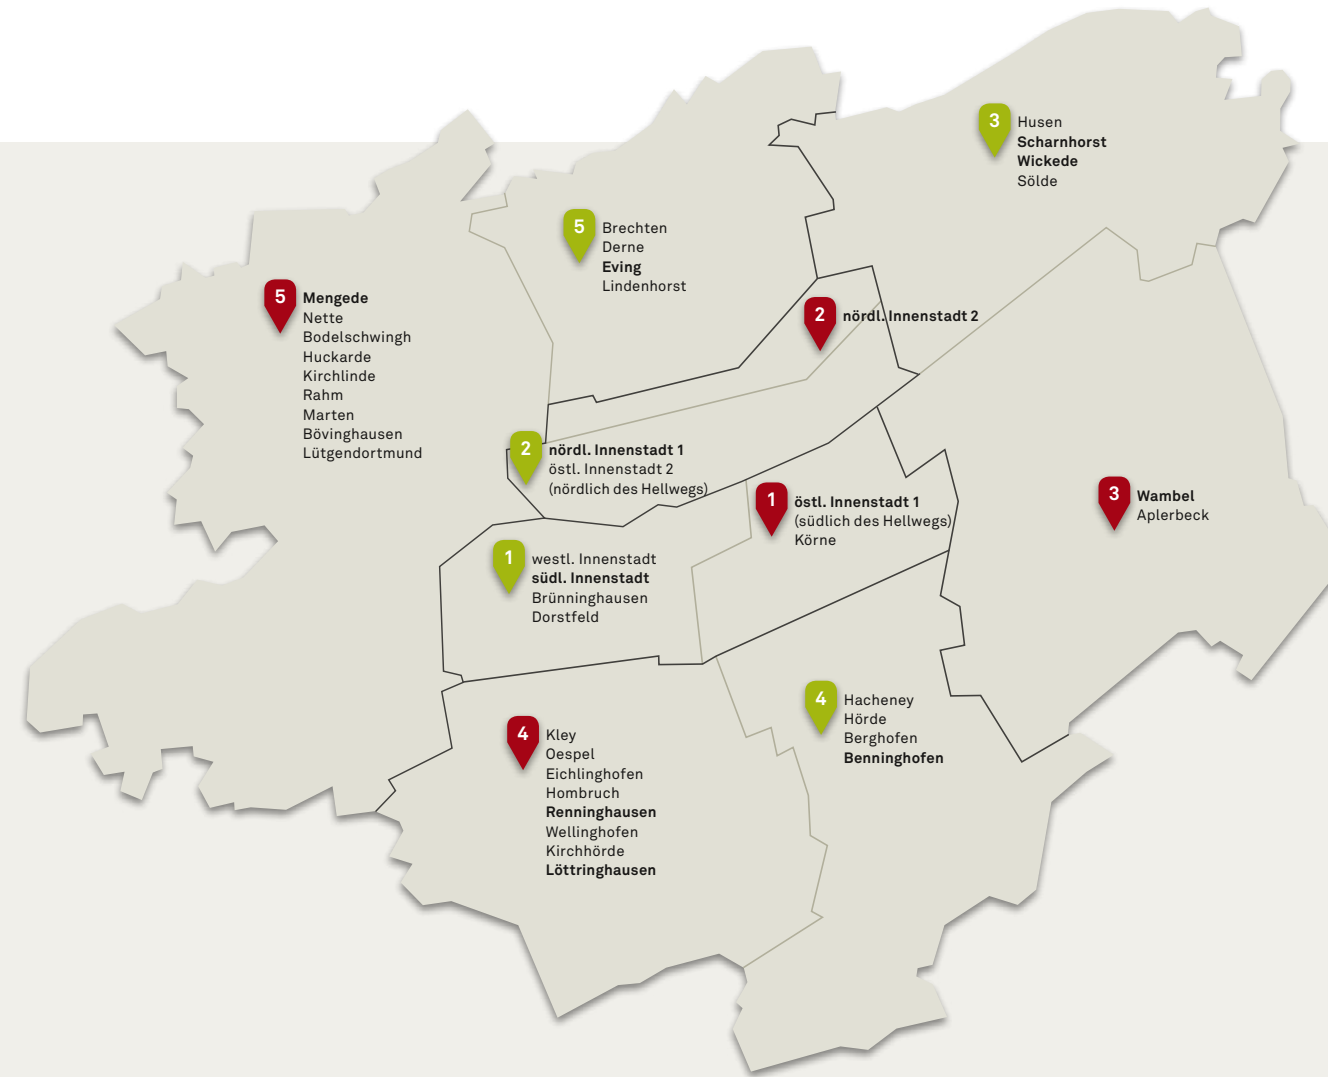 3
Husen
Scharnhorst
Wickede
Sölde
5
Brechten
Derne
Eving
Lindenhorst
5
Mengede
Nette
Bodelschwingh
Huckarde
Kirchlinde
Rahm
Marten
Bövinghausen
Lütgendortmund
2
nördl. Innenstadt 2
2
nördl. Innenstadt 1
östl. Innenstadt 2
(nördlich des Hellwegs)
1
östl. Innenstadt 1
(südlich des Hellwegs)
Körne
3
Wambel
Aplerbeck
1
westl. Innenstadt
südl. Innenstadt
Brünninghausen
Dorstfeld
4
Hacheney
Hörde
Berghofen
Benninghofen
4
Kley
Oespel
Eichlinghofen
Hombruch
Renninghausen
Wellinghofen
Kirchhörde
Löttringhausen